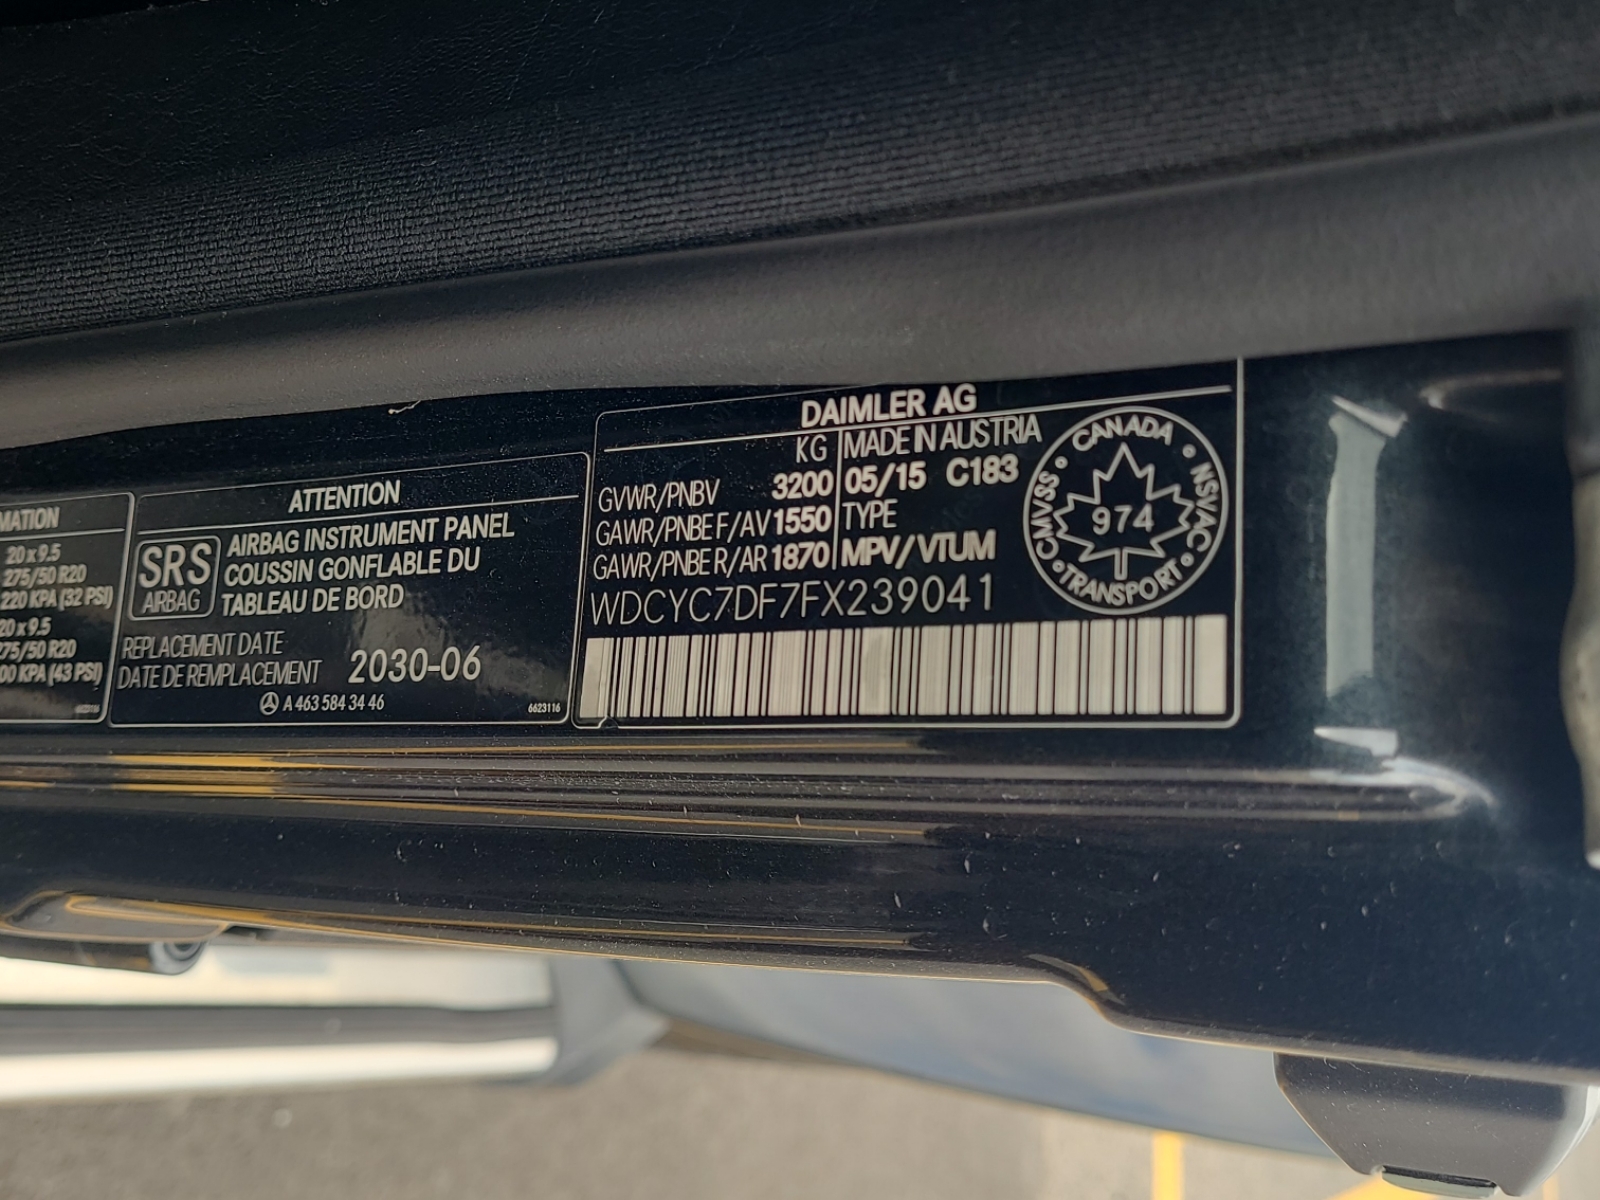 MATION
20 x 9.5
275/50 R20
220 KPA (32 PSI)
20 x 9.5
275/50 R20
00 KPA (43 PSI)
ATTENTION
SRS
AIRBAG
AIRBAG INSTRUMENT PANEL
COUSSIN GONFLABLE DU
TABLEAU DE BORD
REPLACEMENT DATE
DATE DE REMPLACEMENT 2030-06
A 463 584 34 46
6623116
DAIMLER AG
KG MADE IN AUSTRIA
GVWR/PNBV 3200 05/15 C183
GAWR/PNBE F/AV 1550 TYPE
GAWR/PNBE R/AR 1870 MPV/VTUM
WDCYC7DF7FX239041
CANADA
CMVSS
NSVAC
974
TRANSPORT